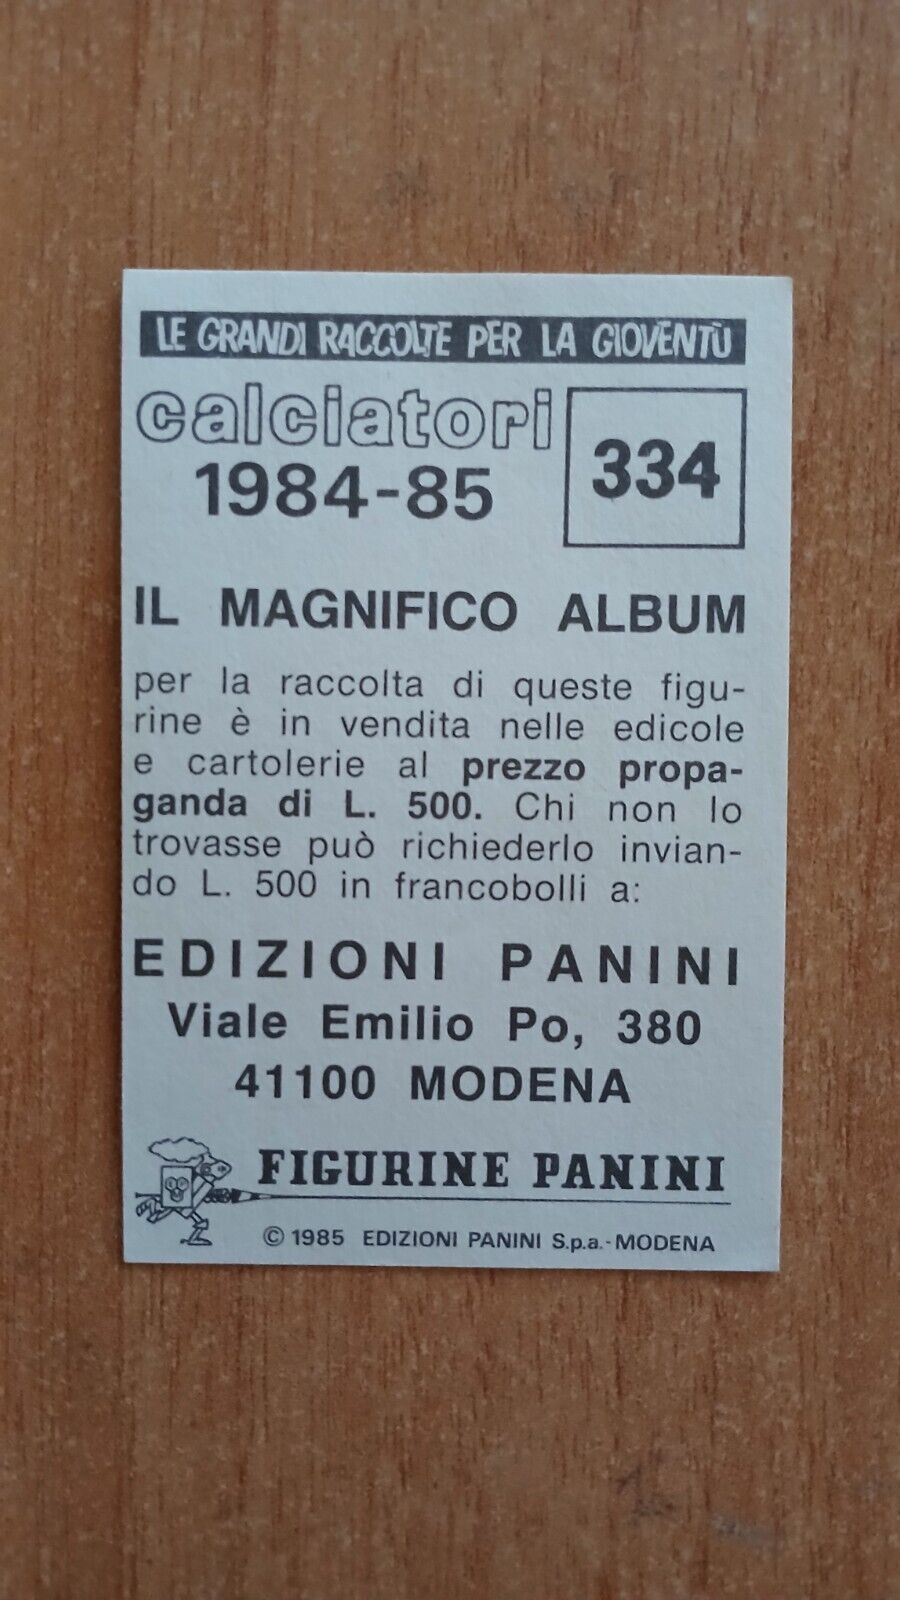 LE GRANDI RACCOLTE PER LA GIOVENTÙ
calciatori
1984-85
334
IL MAGNIFICO ALBUM
per la raccolta di queste figu-
rine è in vendita nelle edicole
e cartolerie al prezzo propa-
ganda di L. 500. Chi non lo
trovasse può richiederlo invian-
do L. 500 in francobolli a:
EDIZIONI PANINI
Viale Emilio Po, 380
41100 MODENA
FIGURINE PANINI
© 1985 EDIZIONI PANINI S.p.a.-MODENA